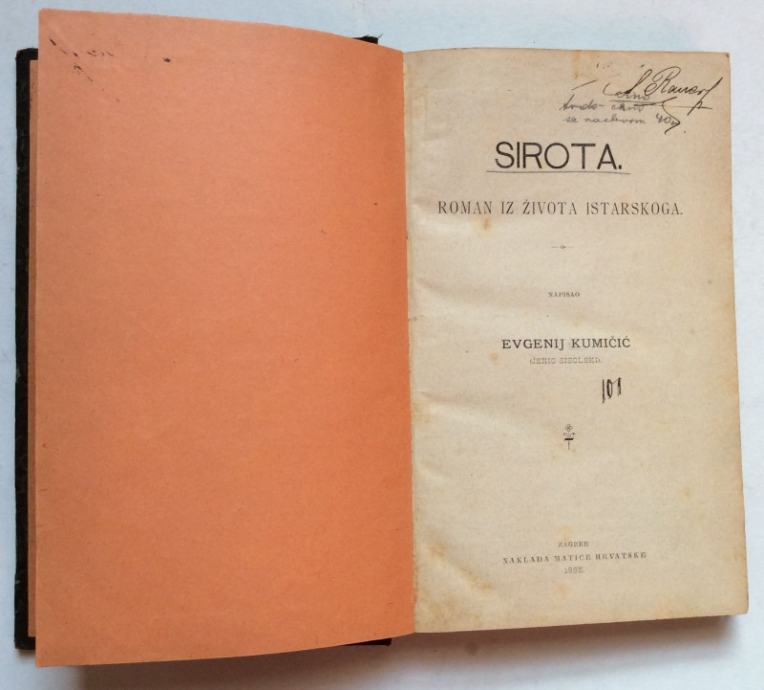 SIROTA.
ROMAN IZ ŽIVOTA ISTARSKOGA.
NAPISAO
EVGENIJ KUMIČIĆ
(JENIO SISOLSKI).
101
ZAGREB
NAKLADA MATICE HRVATSKE